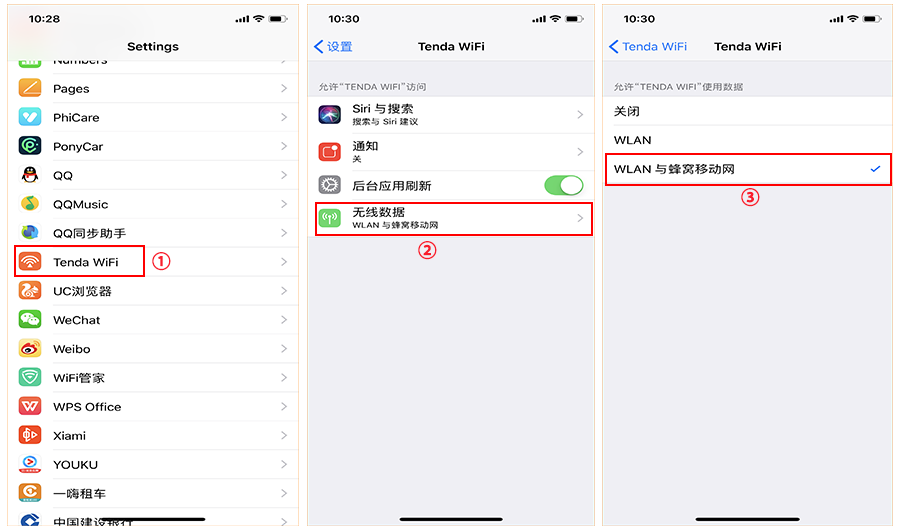 10:28
Settings
Numbers
Pages
PhiCare
PonyCar
QQ
QQMusic
QQ同步助手
Tenda WiFi
①
UC浏览器
WeChat
Weibo
WiFi管家
WPS Office
Xiami
YOUKU
一嗨租车
中国建设银行
10:30
设置
Tenda WiFi
允许“TENDA WIFI”访问
Siri 与搜索
搜索与 Siri 建议
通知
关
后台应用刷新
无线数据
WLAN 与蜂窝移动网
②
10:30
Tenda WiFi
Tenda WiFi
允许“TENDA WIFI”使用数据
关闭
WLAN
WLAN 与蜂窝移动网
③